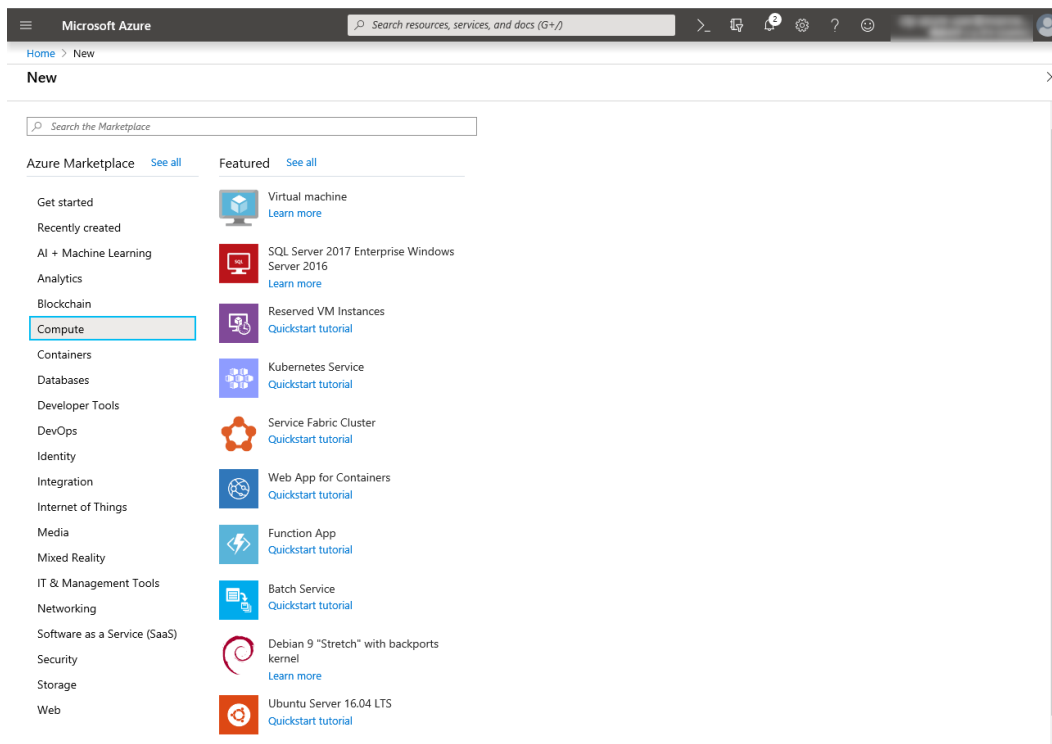 Microsoft Azure
Search resources, services, and docs (G+/)
>_
2
?
Home > New
New
Search the Marketplace
Azure Marketplace See all
Get started
Recently created
AI + Machine Learning
Analytics
Blockchain
Compute
Containers
Databases
Developer Tools
DevOps
Identity
Integration
Internet of Things
Media
Mixed Reality
IT & Management Tools
Networking
Software as a Service (SaaS)
Security
Storage
Web
Featured See all
Virtual machine
Learn more
SQL
SQL Server 2017 Enterprise Windows
Server 2016
Learn more
Reserved VM Instances
Quickstart tutorial
Kubernetes Service
Quickstart tutorial
Service Fabric Cluster
Quickstart tutorial
Web App for Containers
Quickstart tutorial
Function App
Quickstart tutorial
Batch Service
Quickstart tutorial
Debian 9 "Stretch" with backports
kernel
Learn more
Ubuntu Server 16.04 LTS
Quickstart tutorial